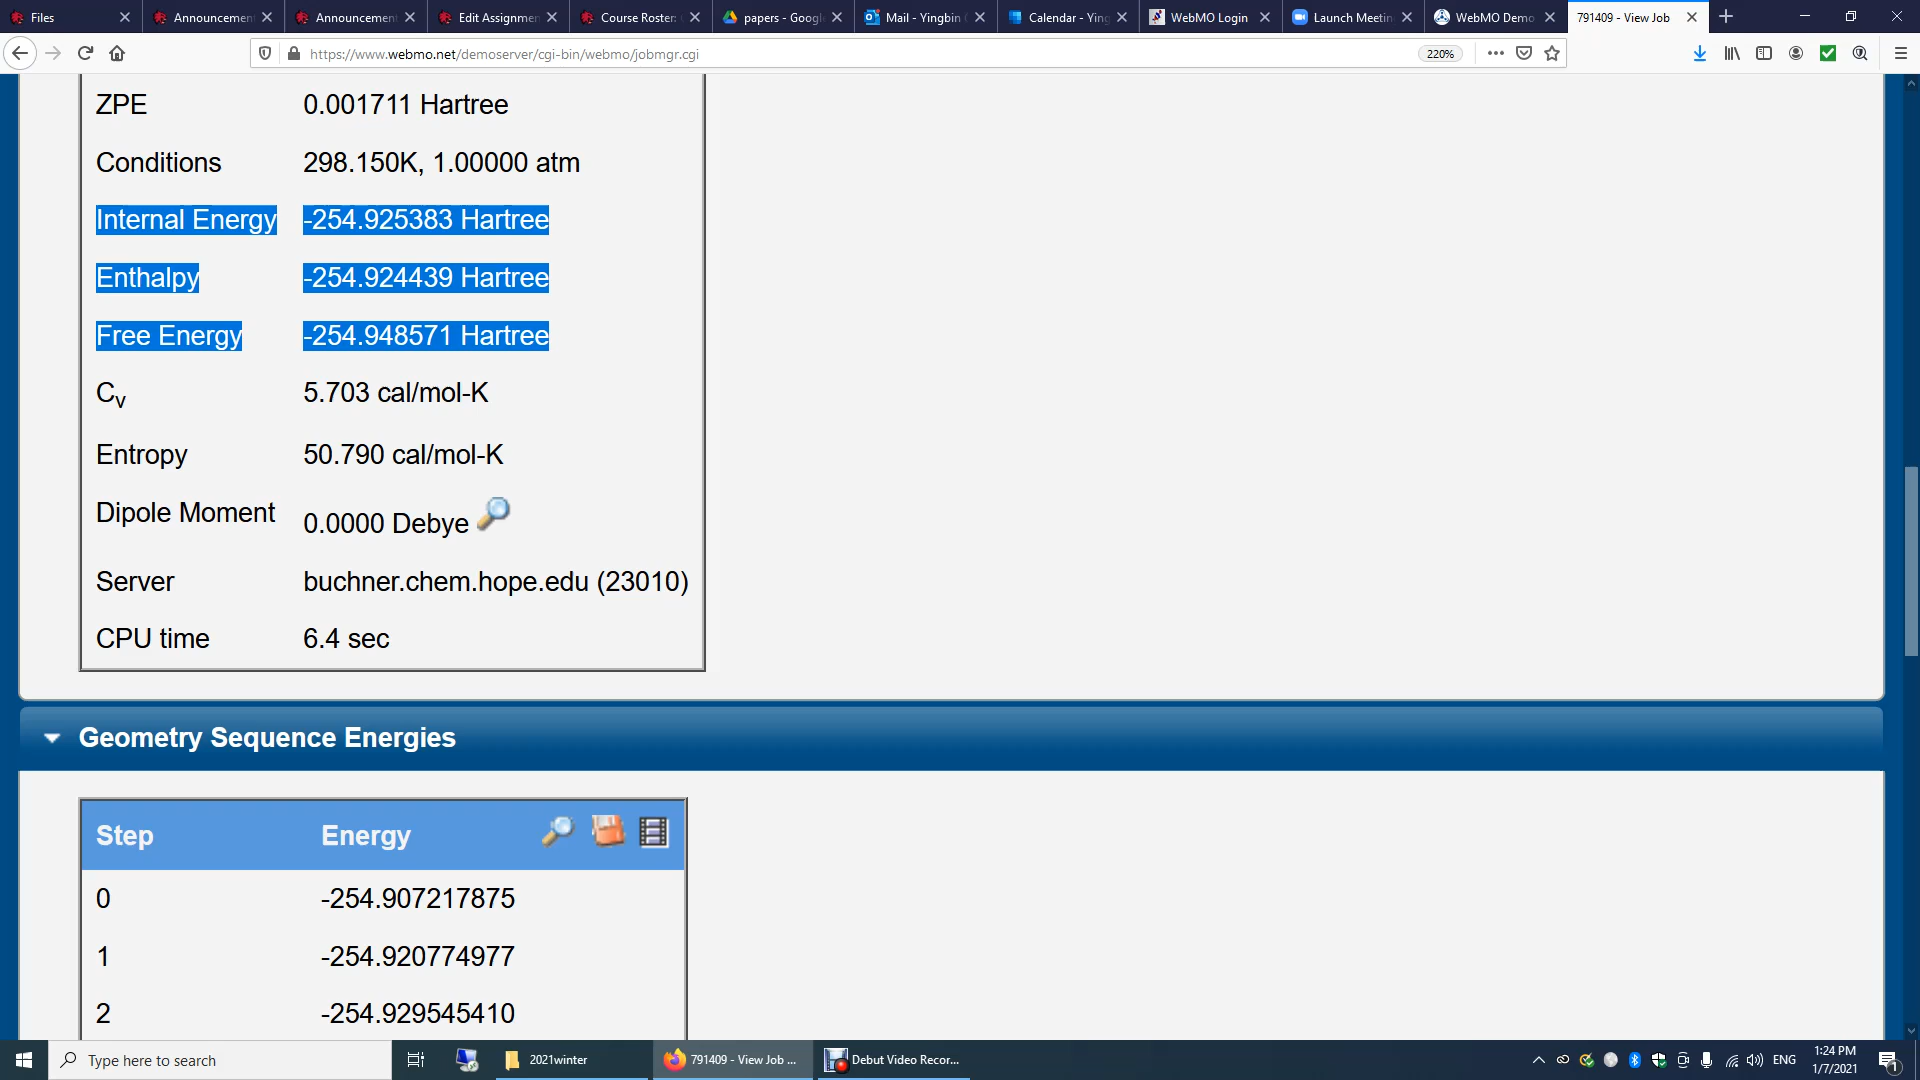 Files
Announcemen
Announcement
Edit Assignmen
Course Roster:
papers - Google
Mail - Yingbin
Calendar - Ying
WebMO Login
Launch Meetin
WebMO Demo
791409 - View Job
https://www.webmo.net/demoserver/cgi-bin/webmo/jobmgr.cgi
220%
ZPE 0.001711 Hartree
Conditions 298.150K, 1.00000 atm
Internal Energy -254.925383 Hartree
Enthalpy -254.924439 Hartree
Free Energy -254.948571 Hartree
Cv 5.703 cal/mol-K
Entropy 50.790 cal/mol-K
Dipole Moment 0.0000 Debye
Server buchner.chem.hope.edu (23010)
CPU time 6.4 sec
Geometry Sequence Energies
Step Energy
0 -254.907217875
1 -254.920774977
2 -254.929545410
Type here to search
2021winter
791409 - View Job ...
Debut Video Recor...
ENG
1:24 PM
1/7/2021
1